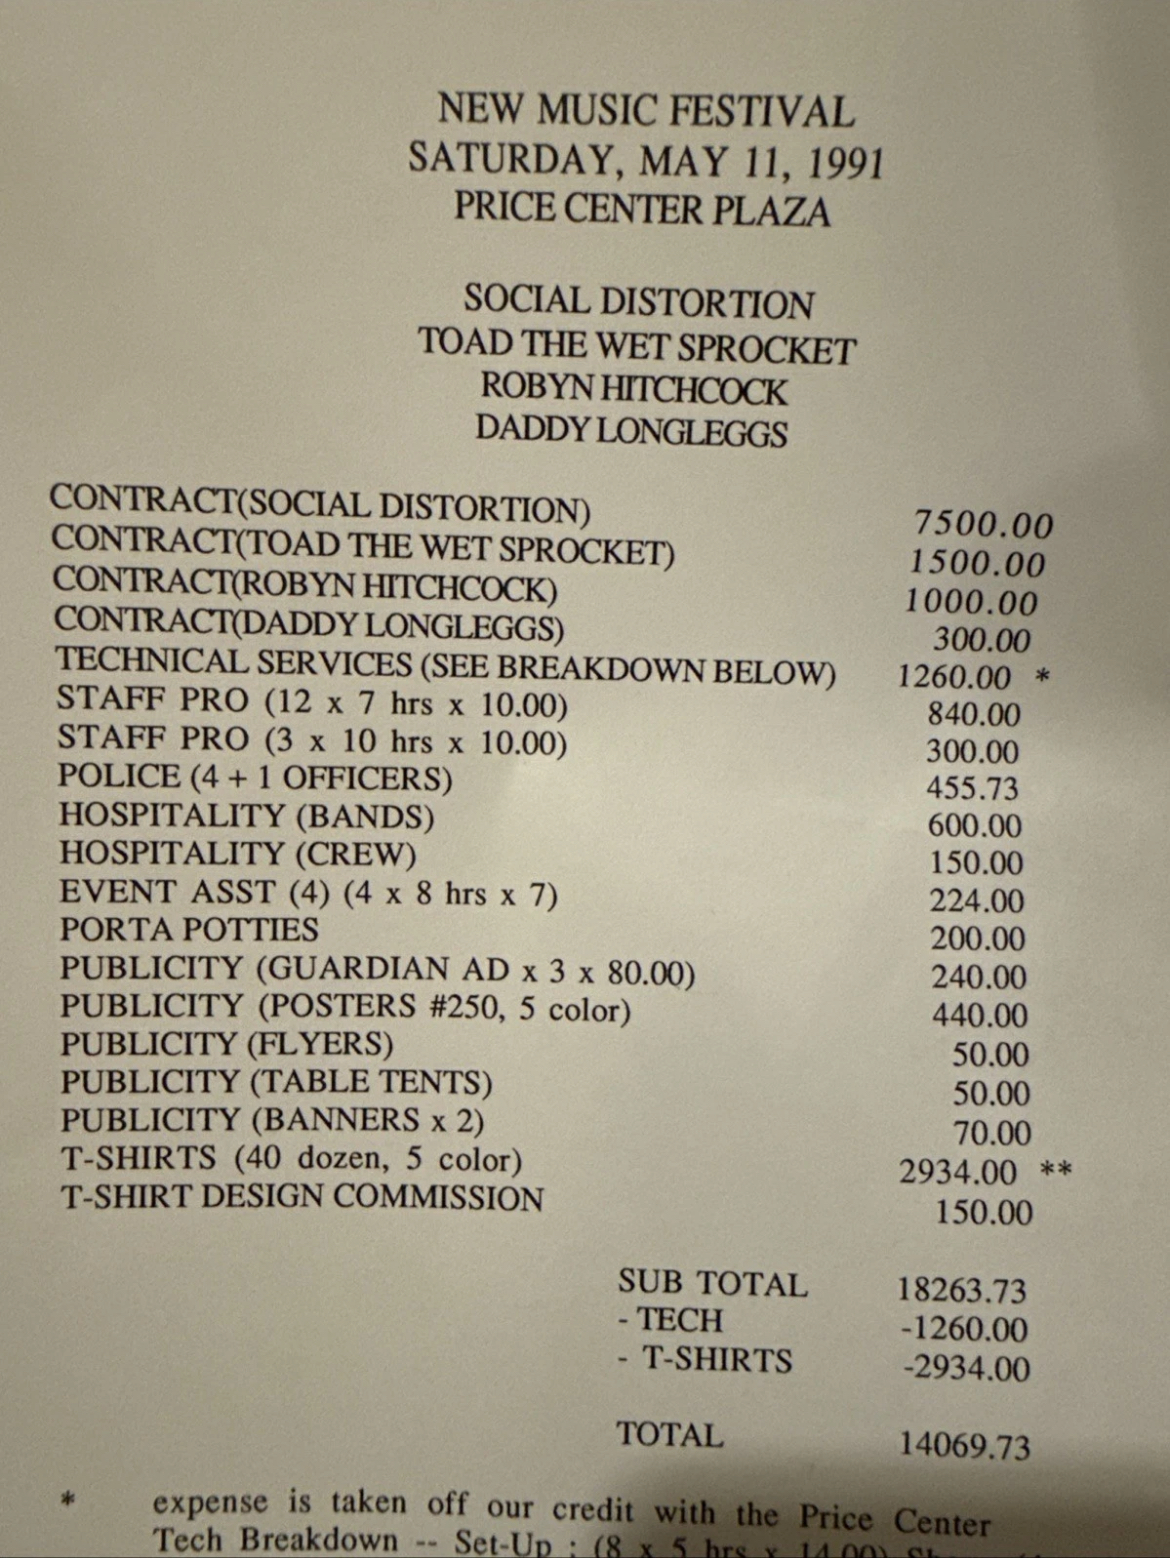 NEW MUSIC FESTIVAL
SATURDAY, MAY 11, 1991
PRICE CENTER PLAZA
SOCIAL DISTORTION
TOAD THE WET SPROCKET
ROBYN HITCHCOCK
DADDY LONGLEGGS
CONTRACT(SOCIAL DISTORTION) 7500.00
CONTRACT(TOAD THE WET SPROCKET) 1500.00
CONTRACT(ROBYN HITCHCOCK) 1000.00
CONTRACT(DADDY LONGLEGGS) 300.00
TECHNICAL SERVICES (SEE BREAKDOWN BELOW) 1260.00 *
STAFF PRO (12 x 7 hrs x 10.00) 840.00
STAFF PRO (3 x 10 hrs x 10.00) 300.00
POLICE (4 + 1 OFFICERS) 455.73
HOSPITALITY (BANDS) 600.00
HOSPITALITY (CREW) 150.00
EVENT ASST (4) (4 x 8 hrs x 7) 224.00
PORTA POTTIES 200.00
PUBLICITY (GUARDIAN AD x 3 x 80.00) 240.00
PUBLICITY (POSTERS #250, 5 color) 440.00
PUBLICITY (FLYERS) 50.00
PUBLICITY (TABLE TENTS) 50.00
PUBLICITY (BANNERS x 2) 70.00
T-SHIRTS (40 dozen, 5 color) 2934.00 **
T-SHIRT DESIGN COMMISSION 150.00
SUB TOTAL 18263.73
- TECH -1260.00
- T-SHIRTS -2934.00
TOTAL 14069.73
* expense is taken off our credit with the Price Center
Tech Breakdown -- Set-Up : (8 x 5 hrs x 14.00)